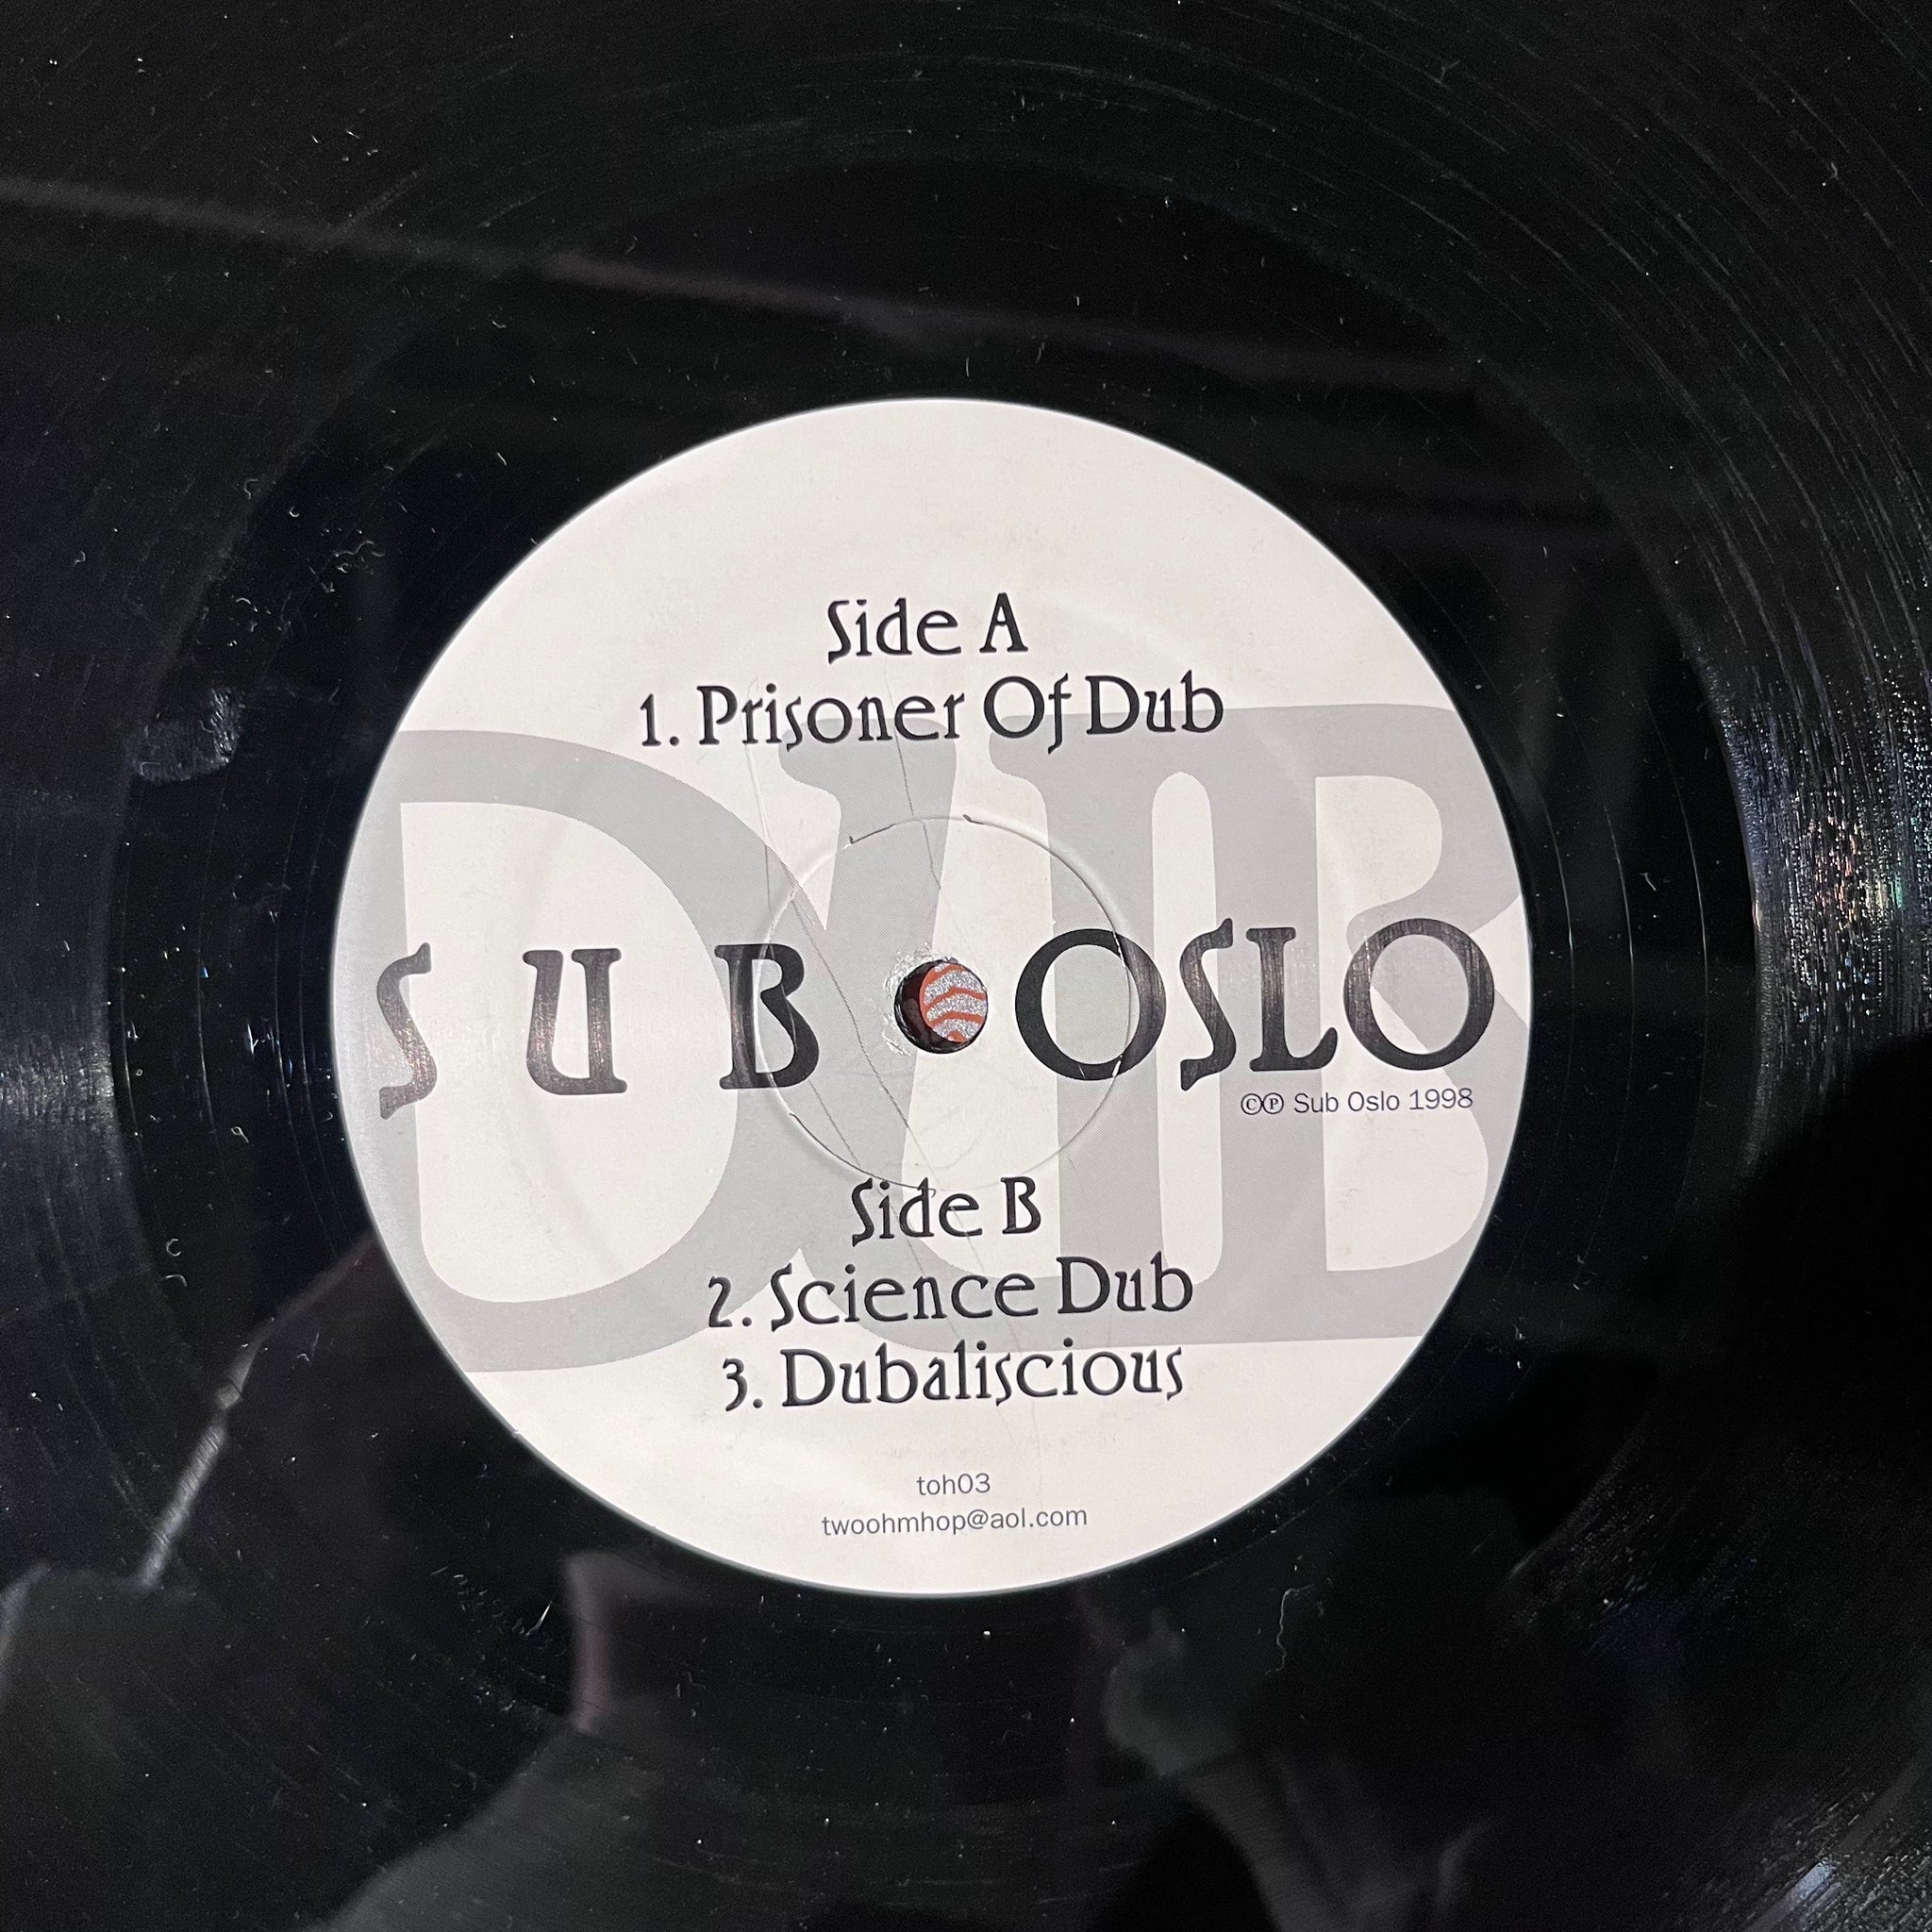 Side A
1. Prisoner Of Dub
DUB
SUB OSLO
©℗ Sub Oslo 1998
Side B
2. Science Dub
3. Dubaliscious
toh03
twoohmhop@aol.com